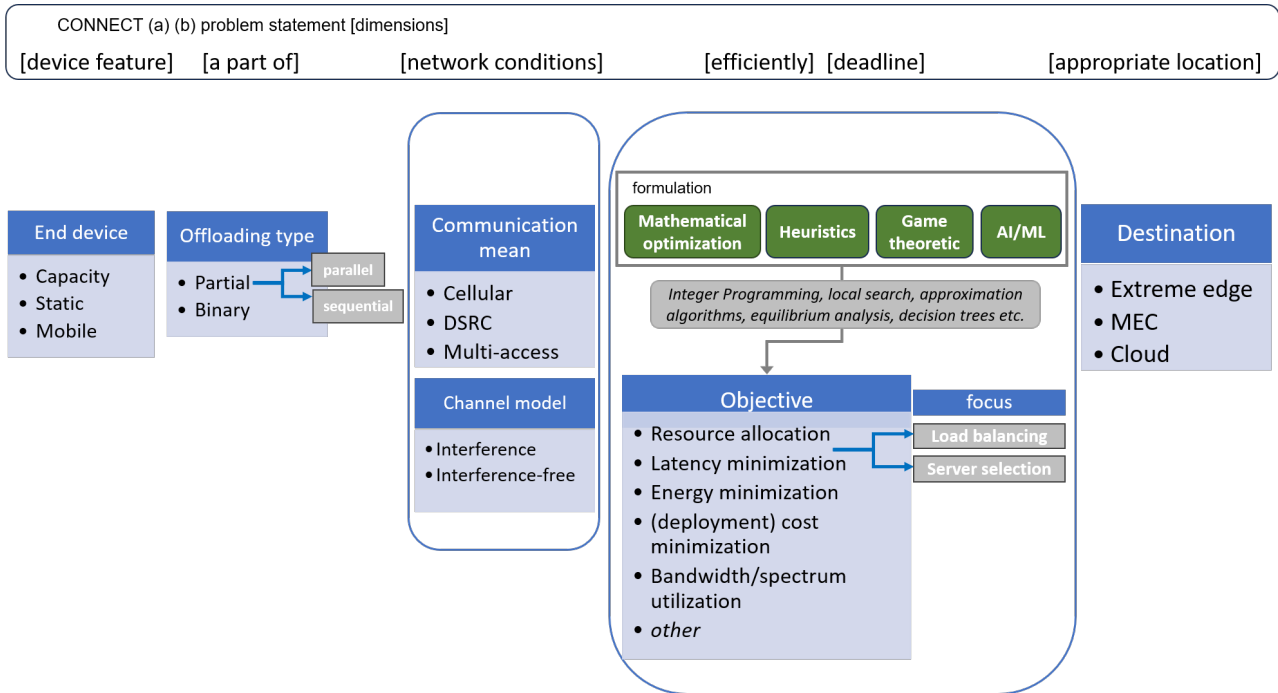 CONNECT (a) (b) problem statement [dimensions]
[device feature] [a part of] [network conditions] [efficiently] [deadline] [appropriate location]
End device
• Capacity
• Static
• Mobile
Offloading type
• Partial
• Binary
parallel
sequential
Communication
mean
• Cellular
• DSRC
• Multi-access
Channel model
• Interference
• Interference-free
formulation
Mathematical
optimization
Heuristics
Game
theoretic
AI/ML
Integer Programming, local search, approximation
algorithms, equilibrium analysis, decision trees etc.
Objective
• Resource allocation
• Latency minimization
• Energy minimization
• (deployment) cost
minimization
• Bandwidth/spectrum
utilization
• other
focus
Load balancing
Server selection
Destination
• Extreme edge
• MEC
• Cloud